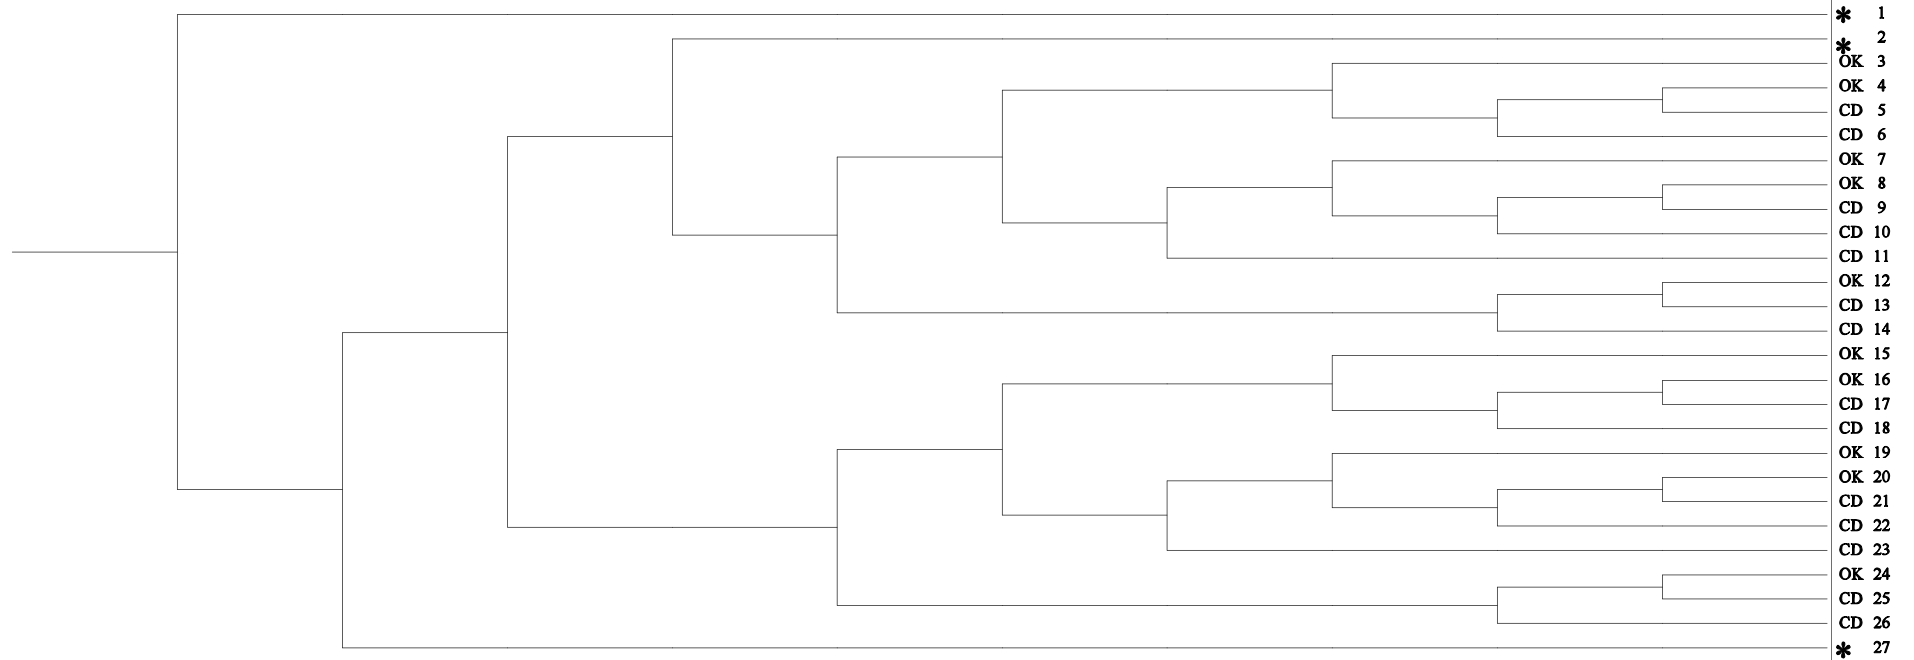 * 1
* 2
OK 3
OK 4
CD 5
CD 6
OK 7
OK 8
CD 9
CD 10
CD 11
OK 12
CD 13
CD 14
OK 15
OK 16
CD 17
CD 18
OK 19
OK 20
CD 21
CD 22
CD 23
OK 24
CD 25
CD 26
* 27